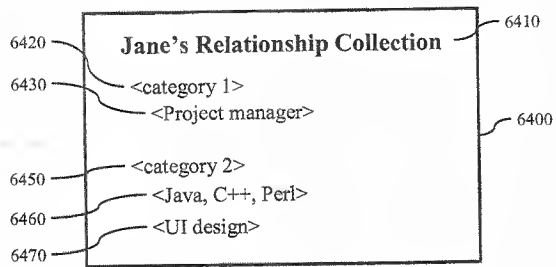 6410
Jane's Relationship Collection
6420
<category 1>
6430
<Project manager>
6400
6450
<category 2>
6460
<Java, C++, Perl>
6470
<UI design>